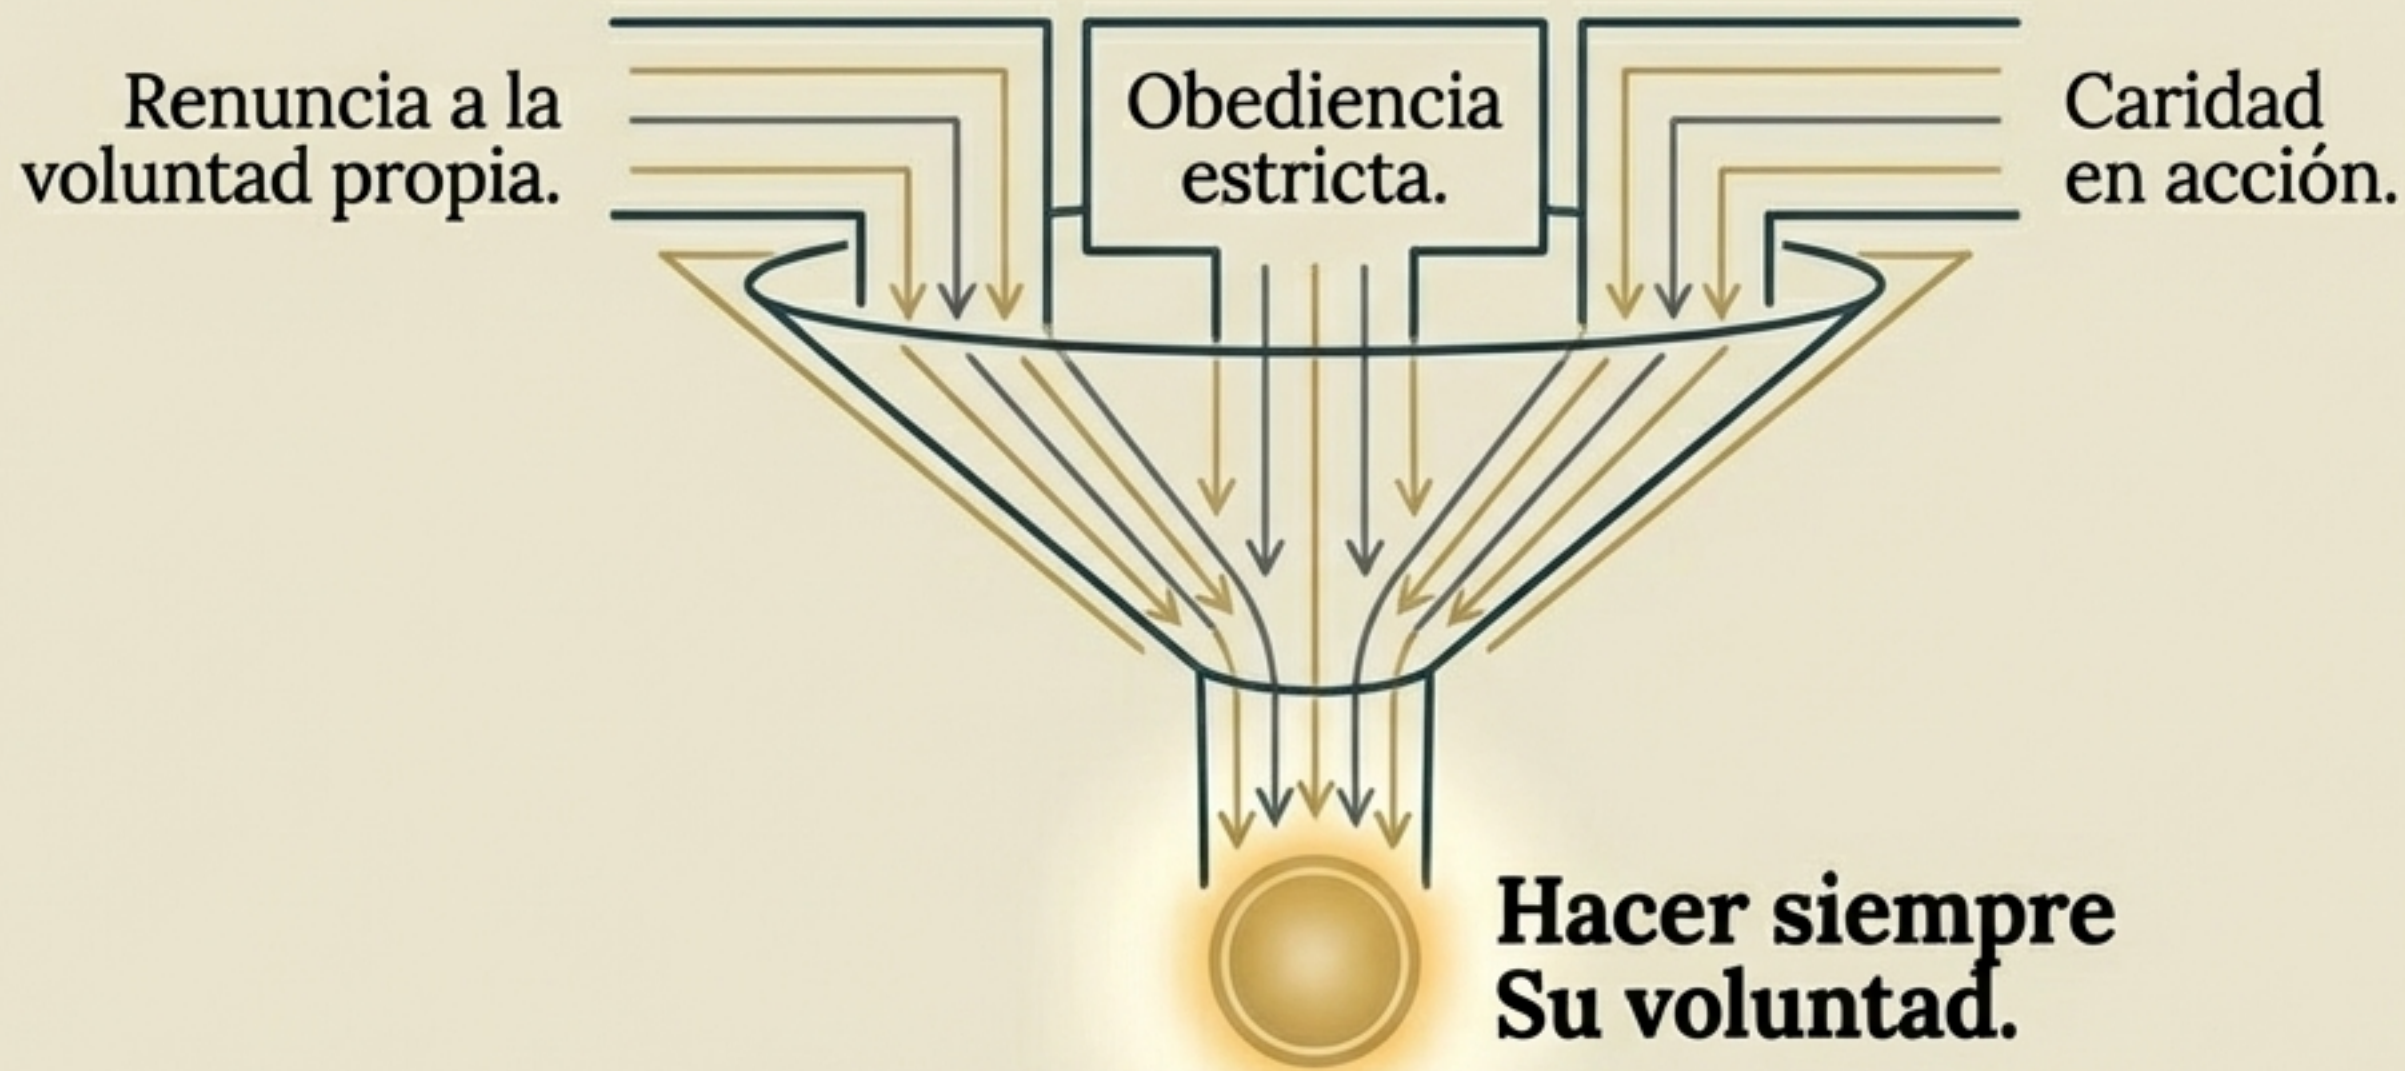 Renuncia a la
voluntad propia.
Obediencia
estricta.
Caridad
en acción.
Hacer siempre
Su voluntad.